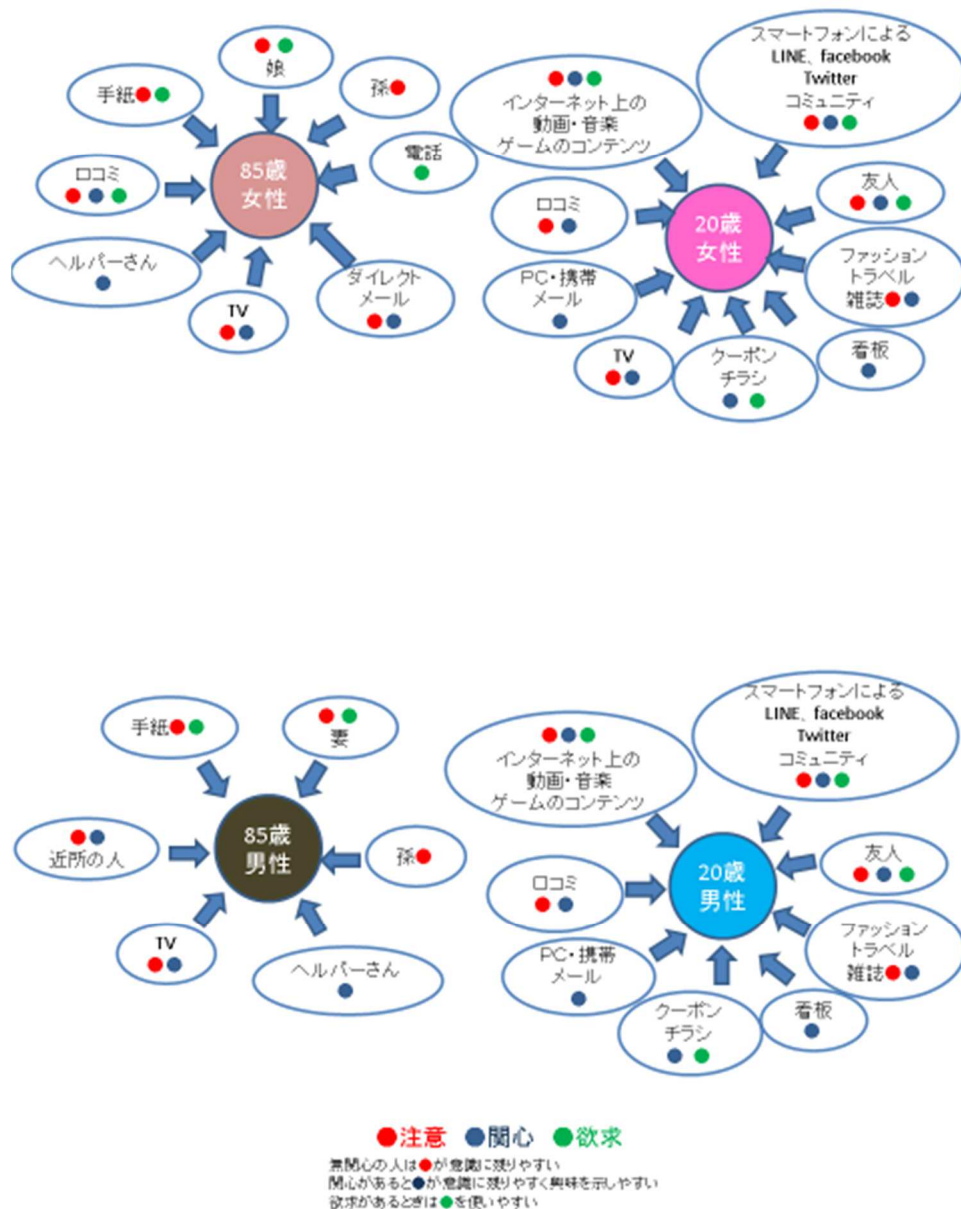 娘
手紙
孫
口コミ
電話
85歳
女性
ヘルパーさん
TV
ダイレクト
メール
スマートフォンによる
LINE、facebook
Twitter
コミュニティ
インターネット上の
動画・音楽
ゲームのコンテンツ
口コミ
友人
20歳
女性
PC・携帯
メール
ファッション
トラベル
雑誌
TV
クーポン
チラシ
看板
手紙
妻
近所の人
85歳
男性
孫
TV
ヘルパーさん
スマートフォンによる
LINE、facebook
Twitter
コミュニティ
インターネット上の
動画・音楽
ゲームのコンテンツ
口コミ
友人
20歳
男性
PC・携帯
メール
ファッション
トラベル
雑誌
クーポン
チラシ
看板
●注意 ●関心 ●欲求
無関心の人は●が意識に残りやすい
関心があると●が意識に残りやすく興味を示しやすい
欲求があるときは●を使いやすい